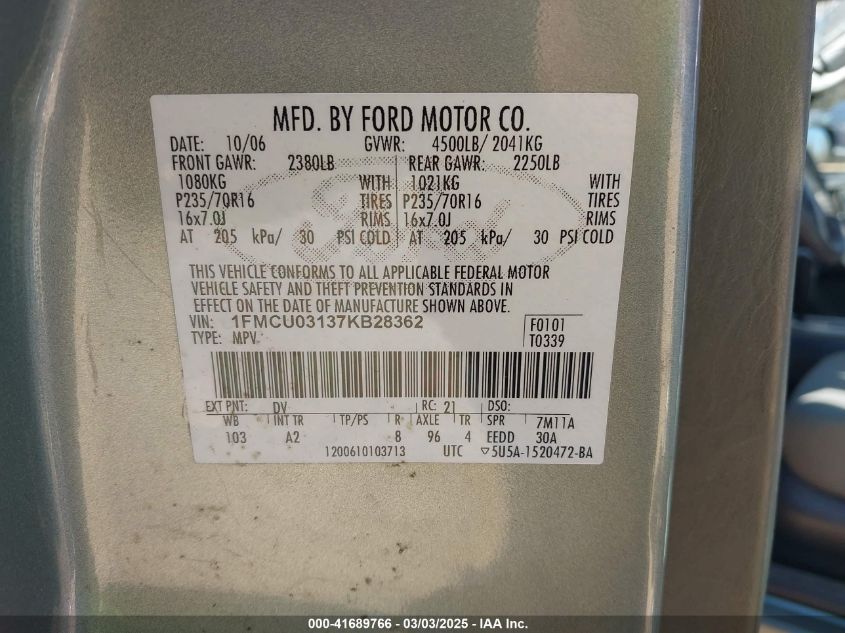 MFD. BY FORD MOTOR CO.
DATE: 10/06 GVWR: 4500LB/ 2041KG
FRONT GAWR: 2380LB REAR GAWR: 2250LB
1080KG WITH 1021KG WITH
P235/70R16 TIRES P235/70R16 TIRES
16x7.0J RIMS 16x7.0J RIMS
AT 205 kPa/ 30 PSI COLD AT 205 kPa/ 30 PSI COLD
THIS VEHICLE CONFORMS TO ALL APPLICABLE FEDERAL MOTOR
VEHICLE SAFETY AND THEFT PREVENTION STANDARDS IN
EFFECT ON THE DATE OF MANUFACTURE SHOWN ABOVE.
VIN: 1FMCU03137KB28362 F0101
TYPE: MPV T0339
EXT PNT: DV RC: 21 DSO:
WB INT TR TP/PS R AXLE TR SPR 7M11A
103 A2 8 96 4 EEDD 30A
1200610103713 UTC ▽5U5A-1520472-BA
000-41689766 - 03/03/2025 - IAA Inc.